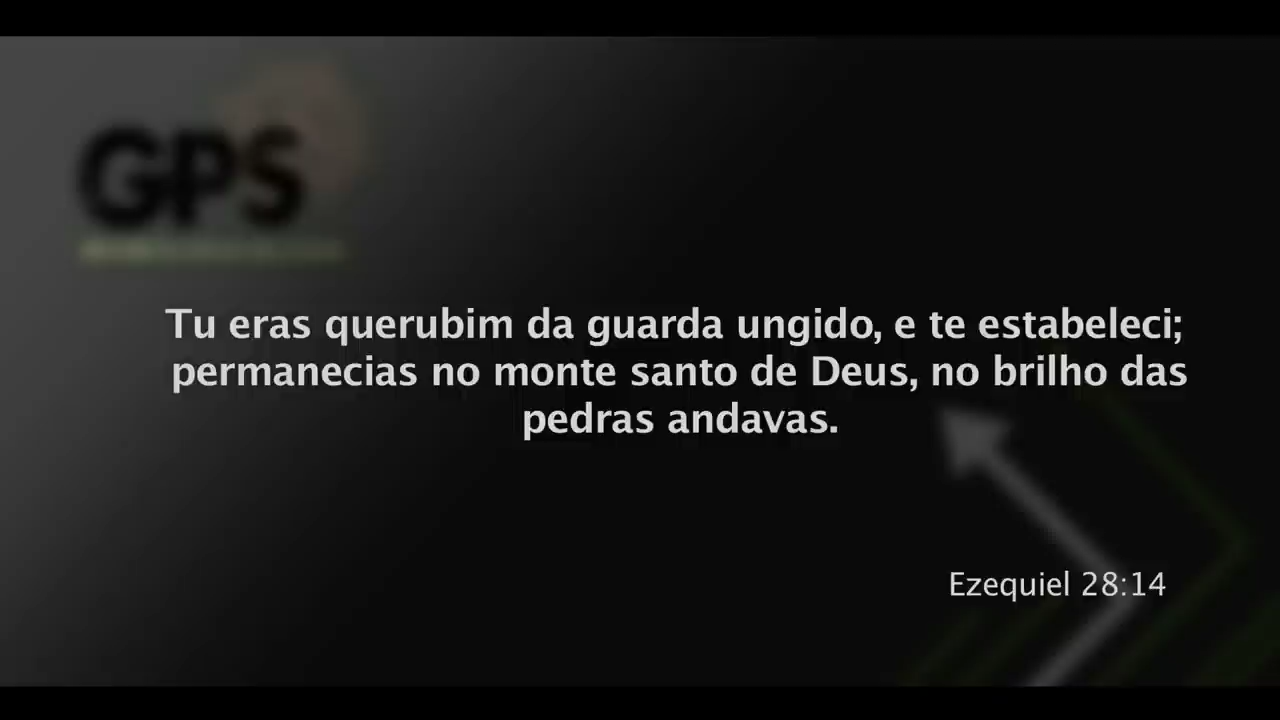 GPS
Tu eras querubim da guarda ungido, e te estabeleci;
permanecias no monte santo de Deus, no brilho das
pedras andavas.
Ezequiel 28:14